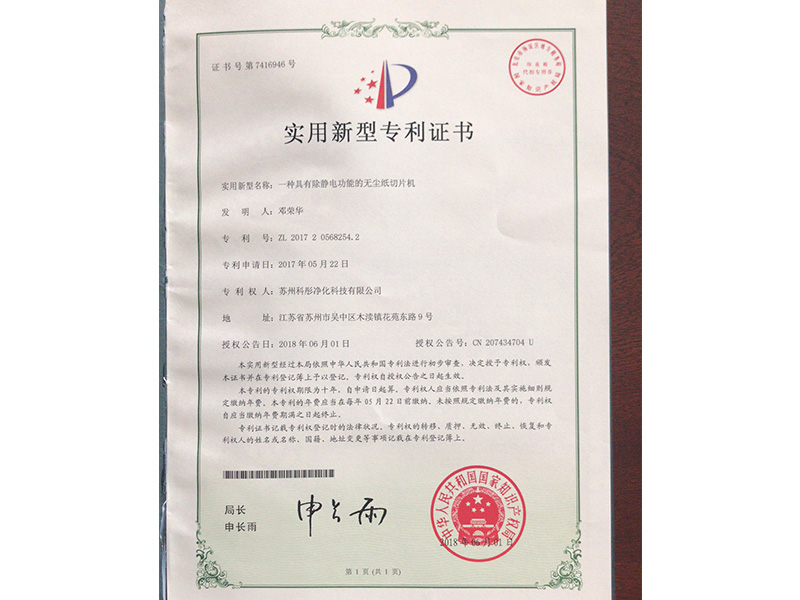 证书号第7416946号
实用新型专利证书
实用新型名称：一种具有除静电功能的无尘纸切片机
发 明 人：邓荣华
专 利 号：ZL 2017 2 0568254.2
专利申请日：2017年05月22日
专 利 权 人：苏州科彤净化科技有限公司
地 址：江苏省苏州市吴中区木渎镇花苑东路9号
授权公告日：2018年06月01日 授权公告号：CN 207434704 U
本实用新型经过本局依照中华人民共和国专利法进行初步审查，决定授予专利权，颁发
本证书并在专利登记簿上予以登记。专利权自授权公告之日起生效。
本专利的专利权期限为十年，自申请日起算。专利权人应当依照专利法及其实施细则规
定缴纳年费。本专利的年费应当在每年05月22日前缴纳。未按照规定缴纳年费的，专利权
自应当缴纳年费期满之日起终止。
专利证书记载专利权登记时的法律状况。专利权的转移、质押、无效、终止、恢复和专
利权人的姓名或名称、国籍、地址变更等事项记载在专利登记簿上。
局长
申长雨
申长雨
中华人民共和国国家知识产权局
2018年06月01日
第1页（共1页）